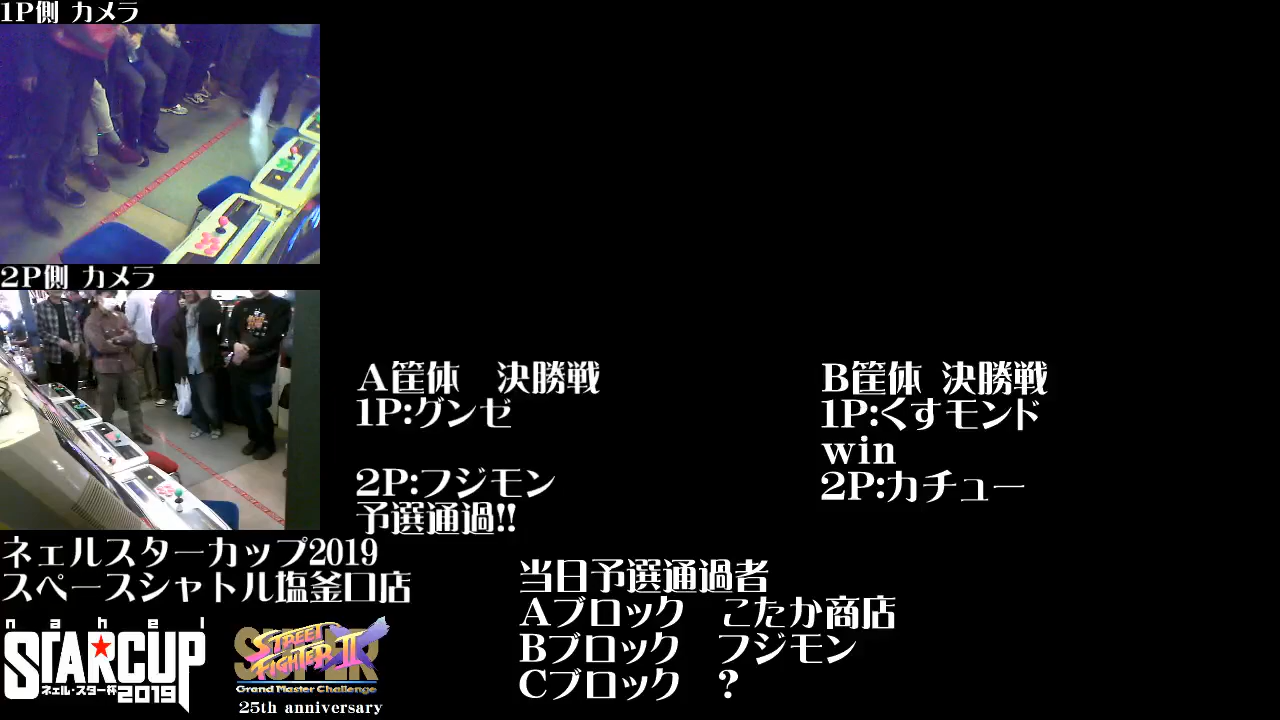 1P側 カメラ
2P側 カメラ
A筐体　決勝戦
1P:グンゼ
2P:フジモン
予選通過!!
B筐体 決勝戦
1P:くすモンド
win
2P:カチュー
ネェルスターカップ2019
スペースシャトル塩釜口店
当日予選通過者
Aブロック　こたか商店
Bブロック　フジモン
Cブロック　?
nahel
STARCUP
ネェル・スター杯2019
SUPER
STREET FIGHTER II X
Grand Master Challenge
25th anniversary